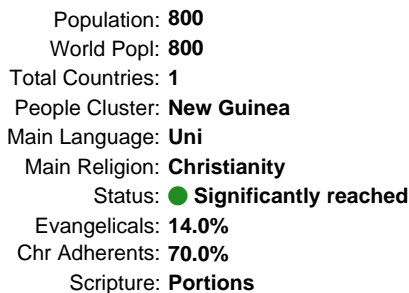 Population: 800
World Popl: 800
Total Countries: 1
People Cluster: New Guinea
Main Language: Uni
Main Religion: Christianity
Status: Significantly reached
Evangelicals: 14.0%
Chr Adherents: 70.0%
Scripture: Portions